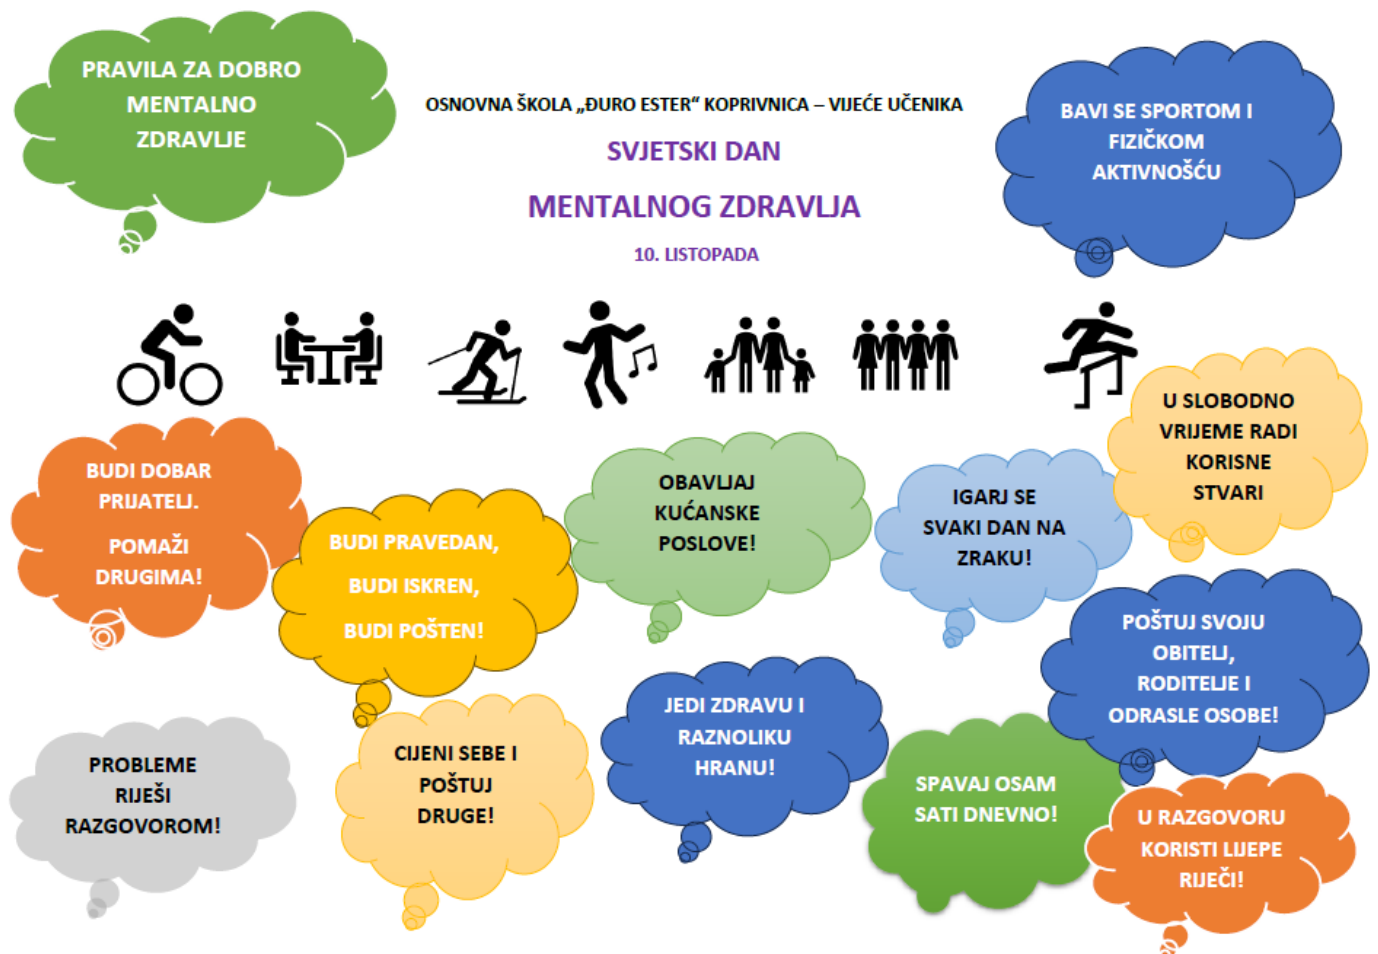 PRAVILA ZA DOBRO
MENTALNO
ZDRAVLJE
OSNOVNA ŠKOLA „ĐURO ESTER“ KOPRIVNICA – VIJEĆE UČENIKA
SVJETSKI DAN
MENTALNOG ZDRAVLJA
10. LISTOPADA
BAVI SE SPORTOM I
FIZIČKOM
AKTIVNOŠĆU
BUDI DOBAR
PRIJATELJ.
POMAŽI
DRUGIMA!
BUDI PRAVEDAN,
BUDI ISKREN,
BUDI POŠTEN!
OBAVLJAJ
KUĆANSKE
POSLOVE!
IGARJ SE
SVAKI DAN NA
ZRAKU!
U SLOBODNO
VRIJEME RADI
KORISNE
STVARI
POŠTUJ SVOJU
OBITELJ,
RODITELJE I
ODRASLE OSOBE!
PROBLEME
RIJEŠI
RAZGOVOROM!
CIJENI SEBE I
POŠTUJ
DRUGE!
JEDI ZDRAVU I
RAZNOLIKU
HRANU!
SPAVAJ OSAM
SATI DNEVNO!
U RAZGOVORU
KORISTI LIJEPE
RIJEČI!